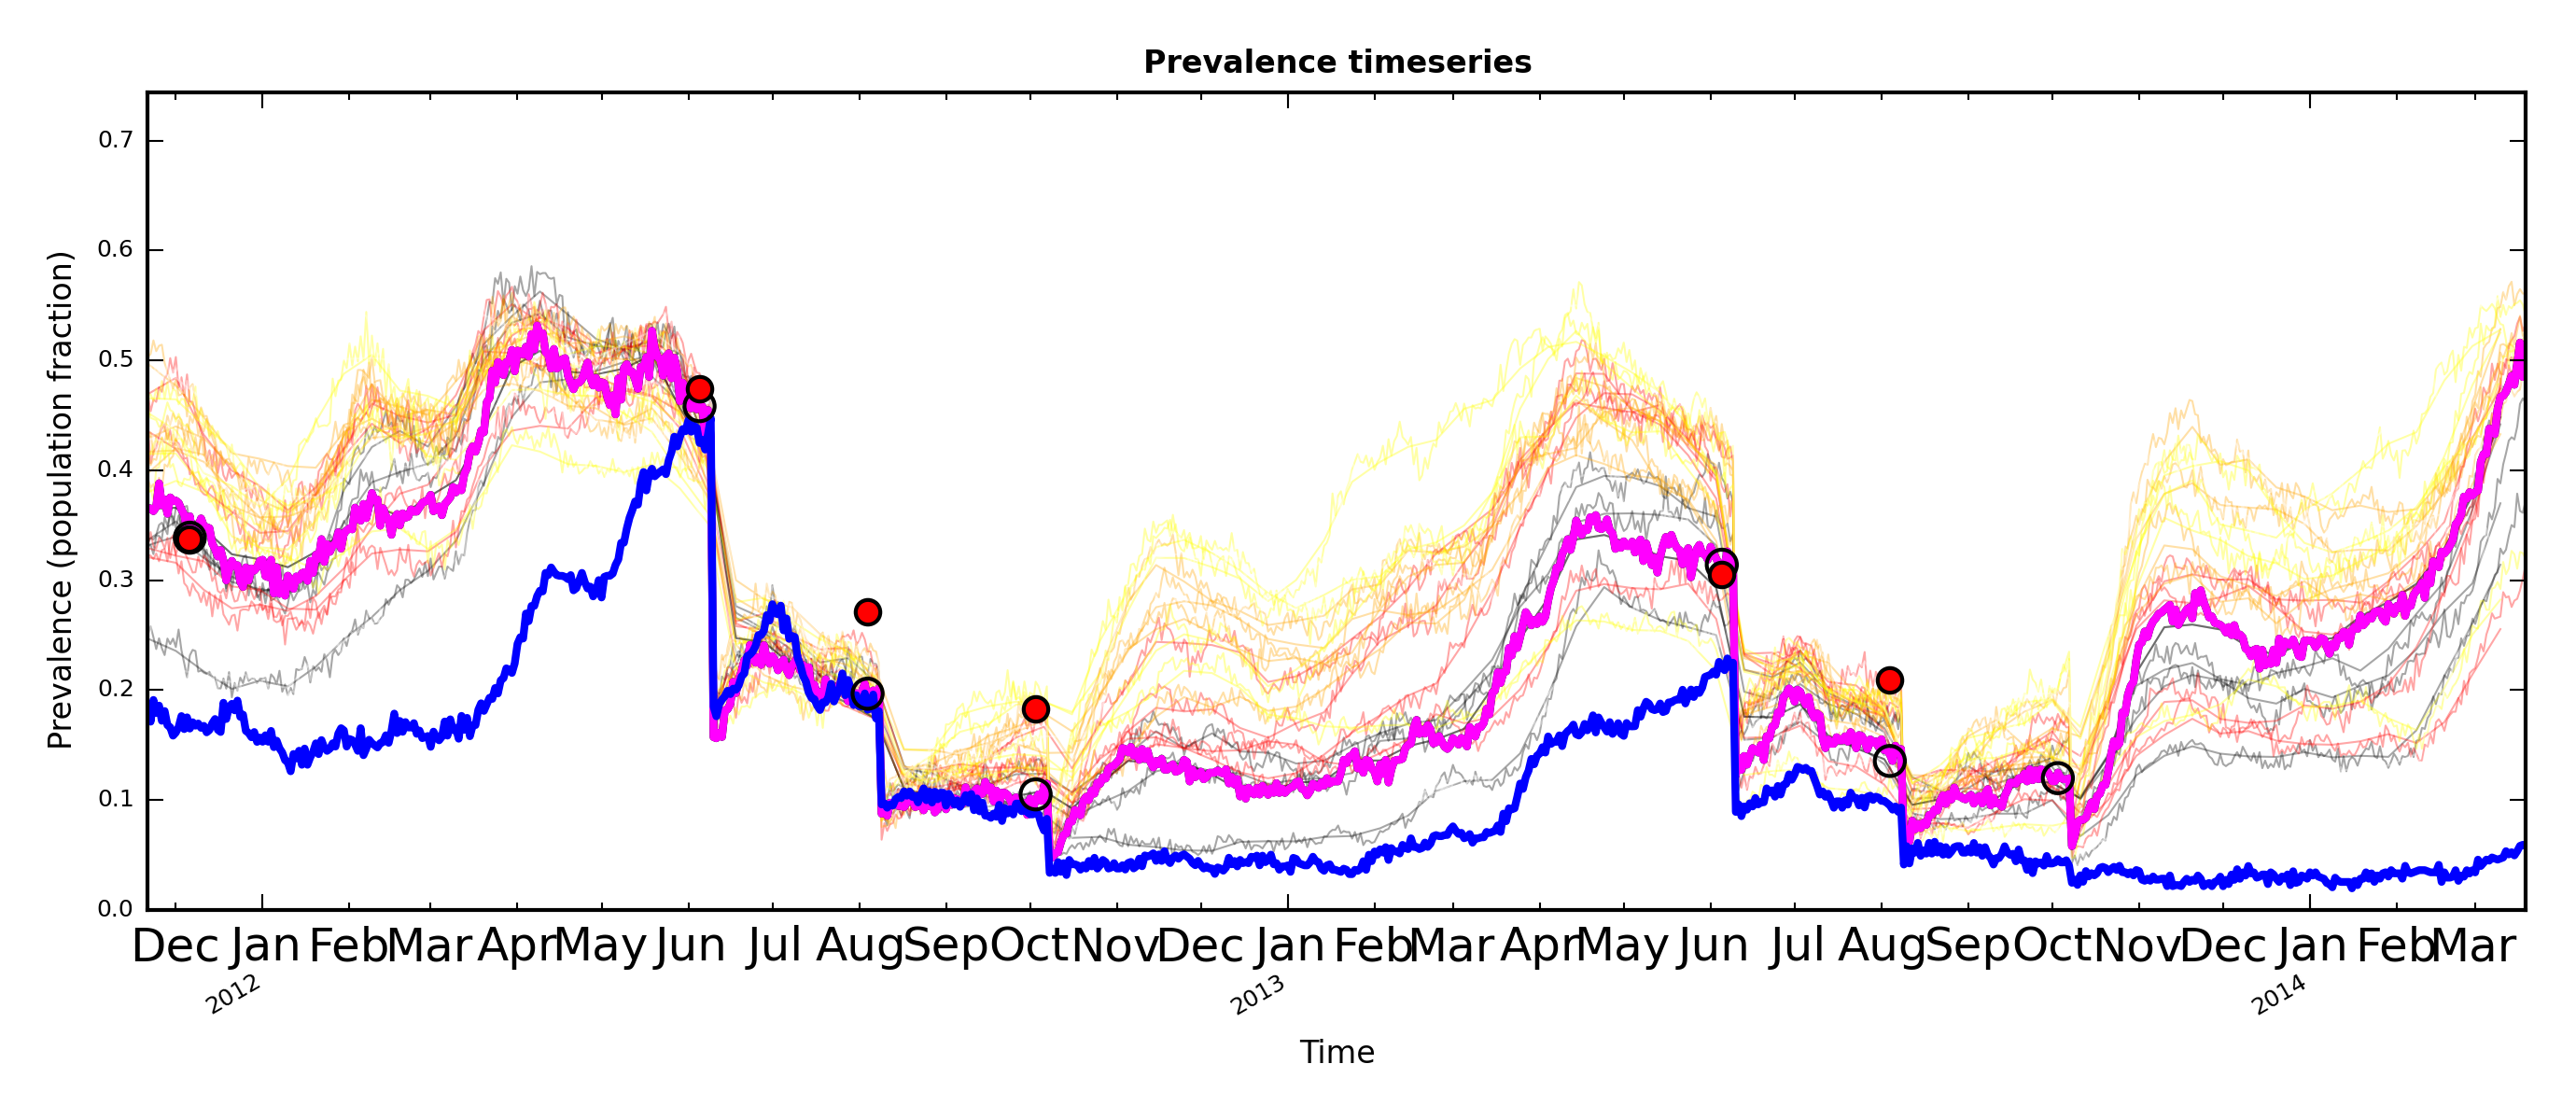 Prevalence timeseries
Prevalence (population fraction)
0.7
0.6
0.5
0.4
0.3
0.2
0.1
0.0
Dec Jan Feb Mar Apr May Jun Jul Aug Sep Oct Nov Dec Jan Feb Mar Apr May Jun Jul Aug Sep Oct Nov Dec Jan Feb Mar
2012 2013 2014
Time